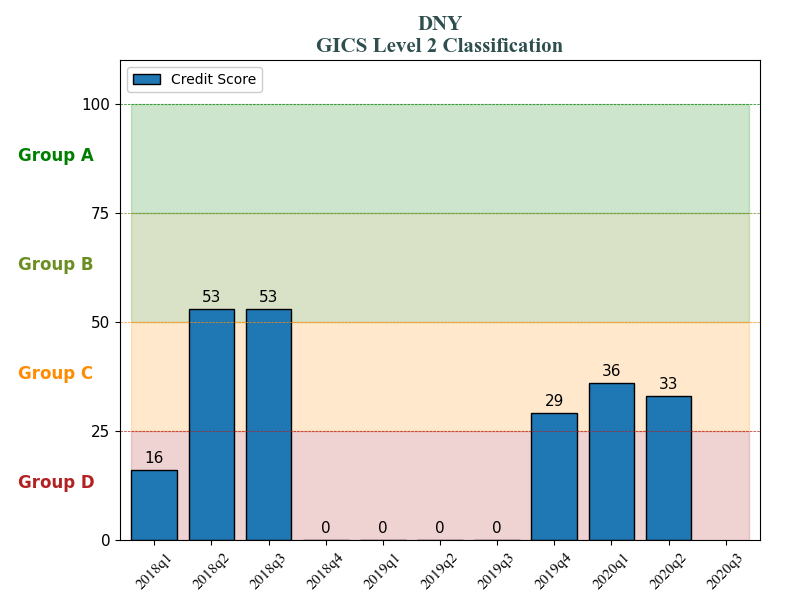 DNY
GICS Level 2 Classification
Credit Score
100
Group A
75
Group B
53 53
50
Group C
36
33
29
25
16
Group D
0 0 0 0
0
2018q1 2018q2 2018q3 2018q4 2019q1 2019q2 2019q3 2019q4 2020q1 2020q2 2020q3